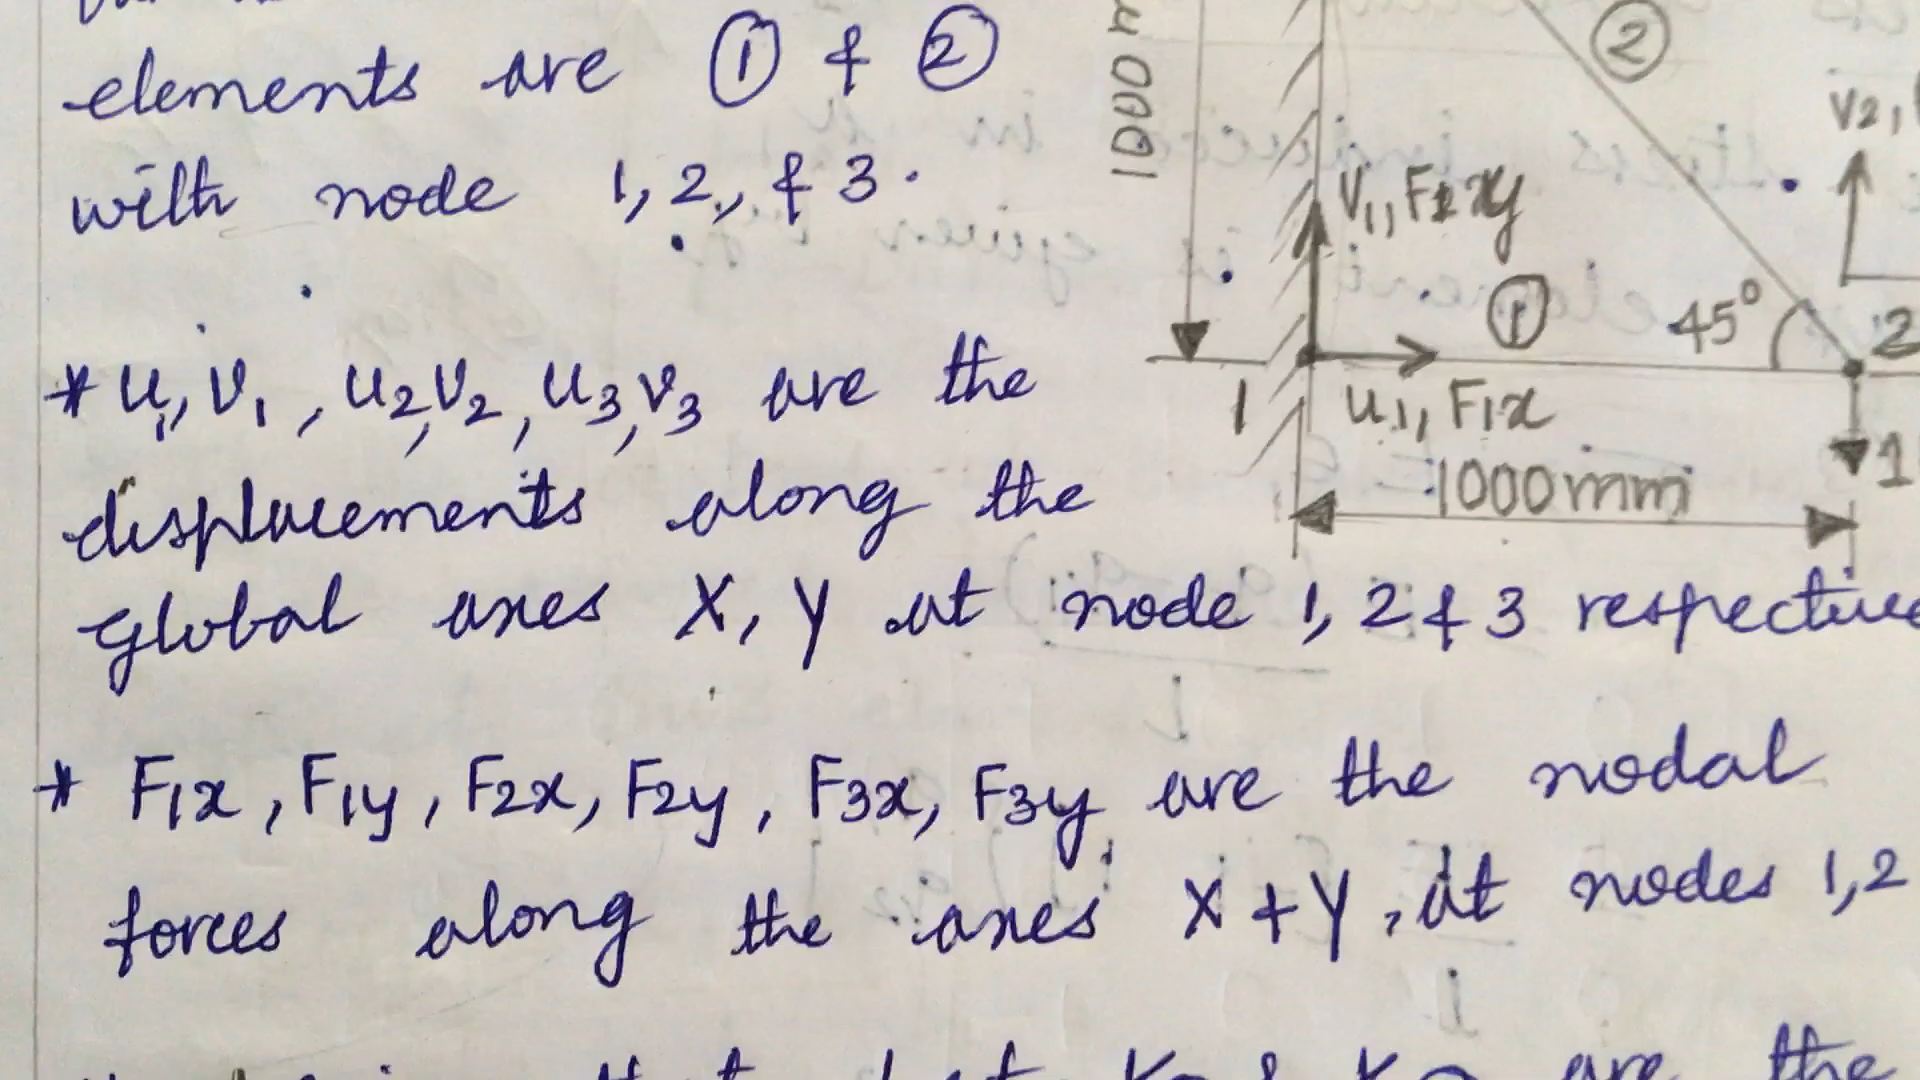 elements are ① & ②
with node 1, 2, & 3.
* u1, v1, u2, v2, u3, v3 are the
displacements along the
global axes X, Y at node 1, 2 & 3
* F1x, F1y, F2x, F2y, F3x, F3y are the nodal
forces along the axes X + Y, at nodes 1,2
are the
1000
②
V2,
V1,
①
45°
2
1
u1, F1x
1000mm
1